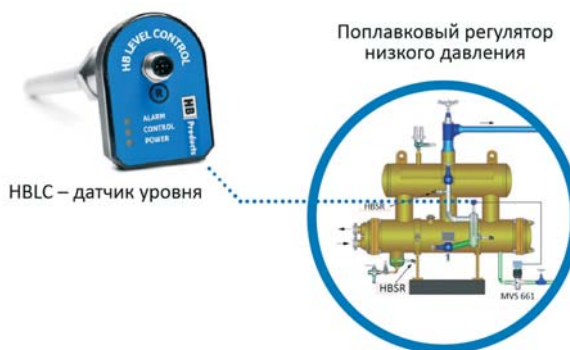 HB LEVEL CONTROL
R
HB
Products
ALARM
CONTROL
POWER
HBLC – датчик уровня
Поплавковый регулятор
низкого давления
HBSR
HBSR
MVS 661